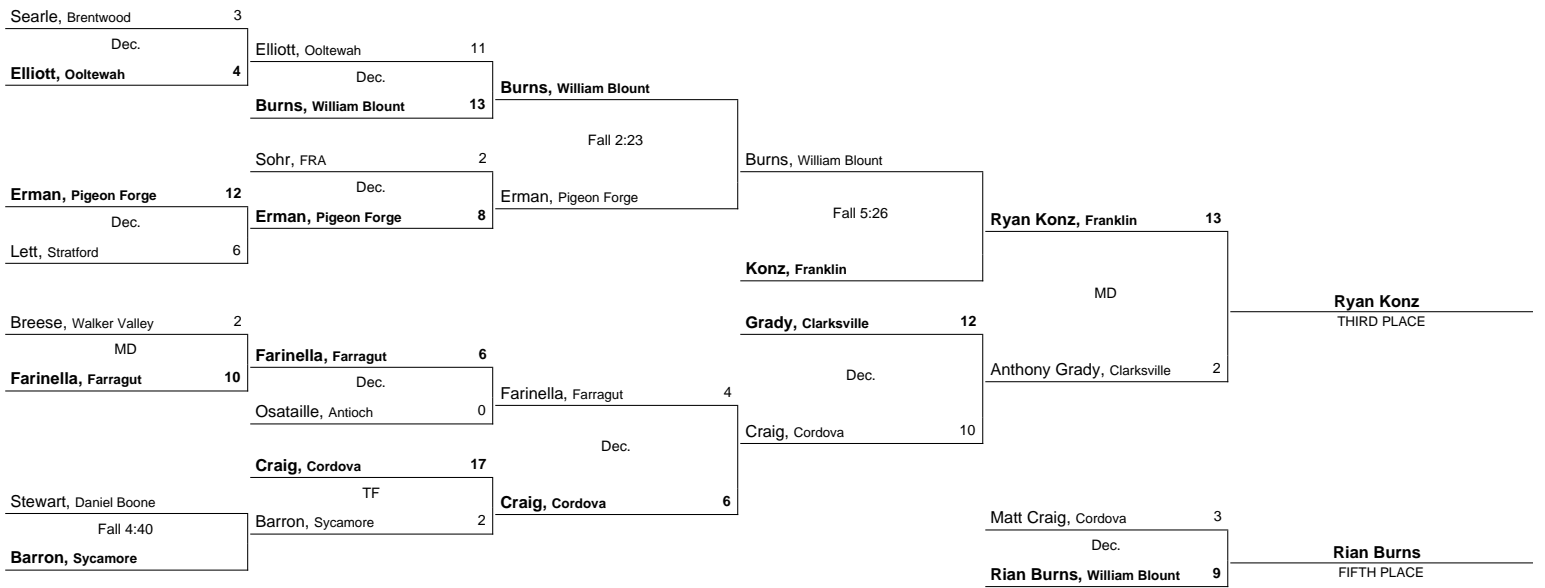 Searle, Brentwood 3
Dec.
Elliott, Ooltewah 4
Erman, Pigeon Forge 12
Dec.
Lett, Stratford 6
Breese, Walker Valley 2
MD
Farinella, Farragut 10
Stewart, Daniel Boone
Fall 4:40
Barron, Sycamore
Elliott, Ooltewah 11
Dec.
Burns, William Blount 13
Sohr, FRA 2
Dec.
Erman, Pigeon Forge 8
Farinella, Farragut 6
Dec.
Osataille, Antioch 0
Craig, Cordova 17
TF
Barron, Sycamore 2
Burns, William Blount
Fall 2:23
Erman, Pigeon Forge
Farinella, Farragut 4
Dec.
Craig, Cordova 6
Burns, William Blount
Fall 5:26
Konz, Franklin
Grady, Clarksville 12
Dec.
Craig, Cordova 10
Ryan Konz, Franklin 13
MD
Anthony Grady, Clarksville 2
Ryan Konz
THIRD PLACE
Matt Craig, Cordova 3
Dec.
Rian Burns, William Blount 9
Rian Burns
FIFTH PLACE